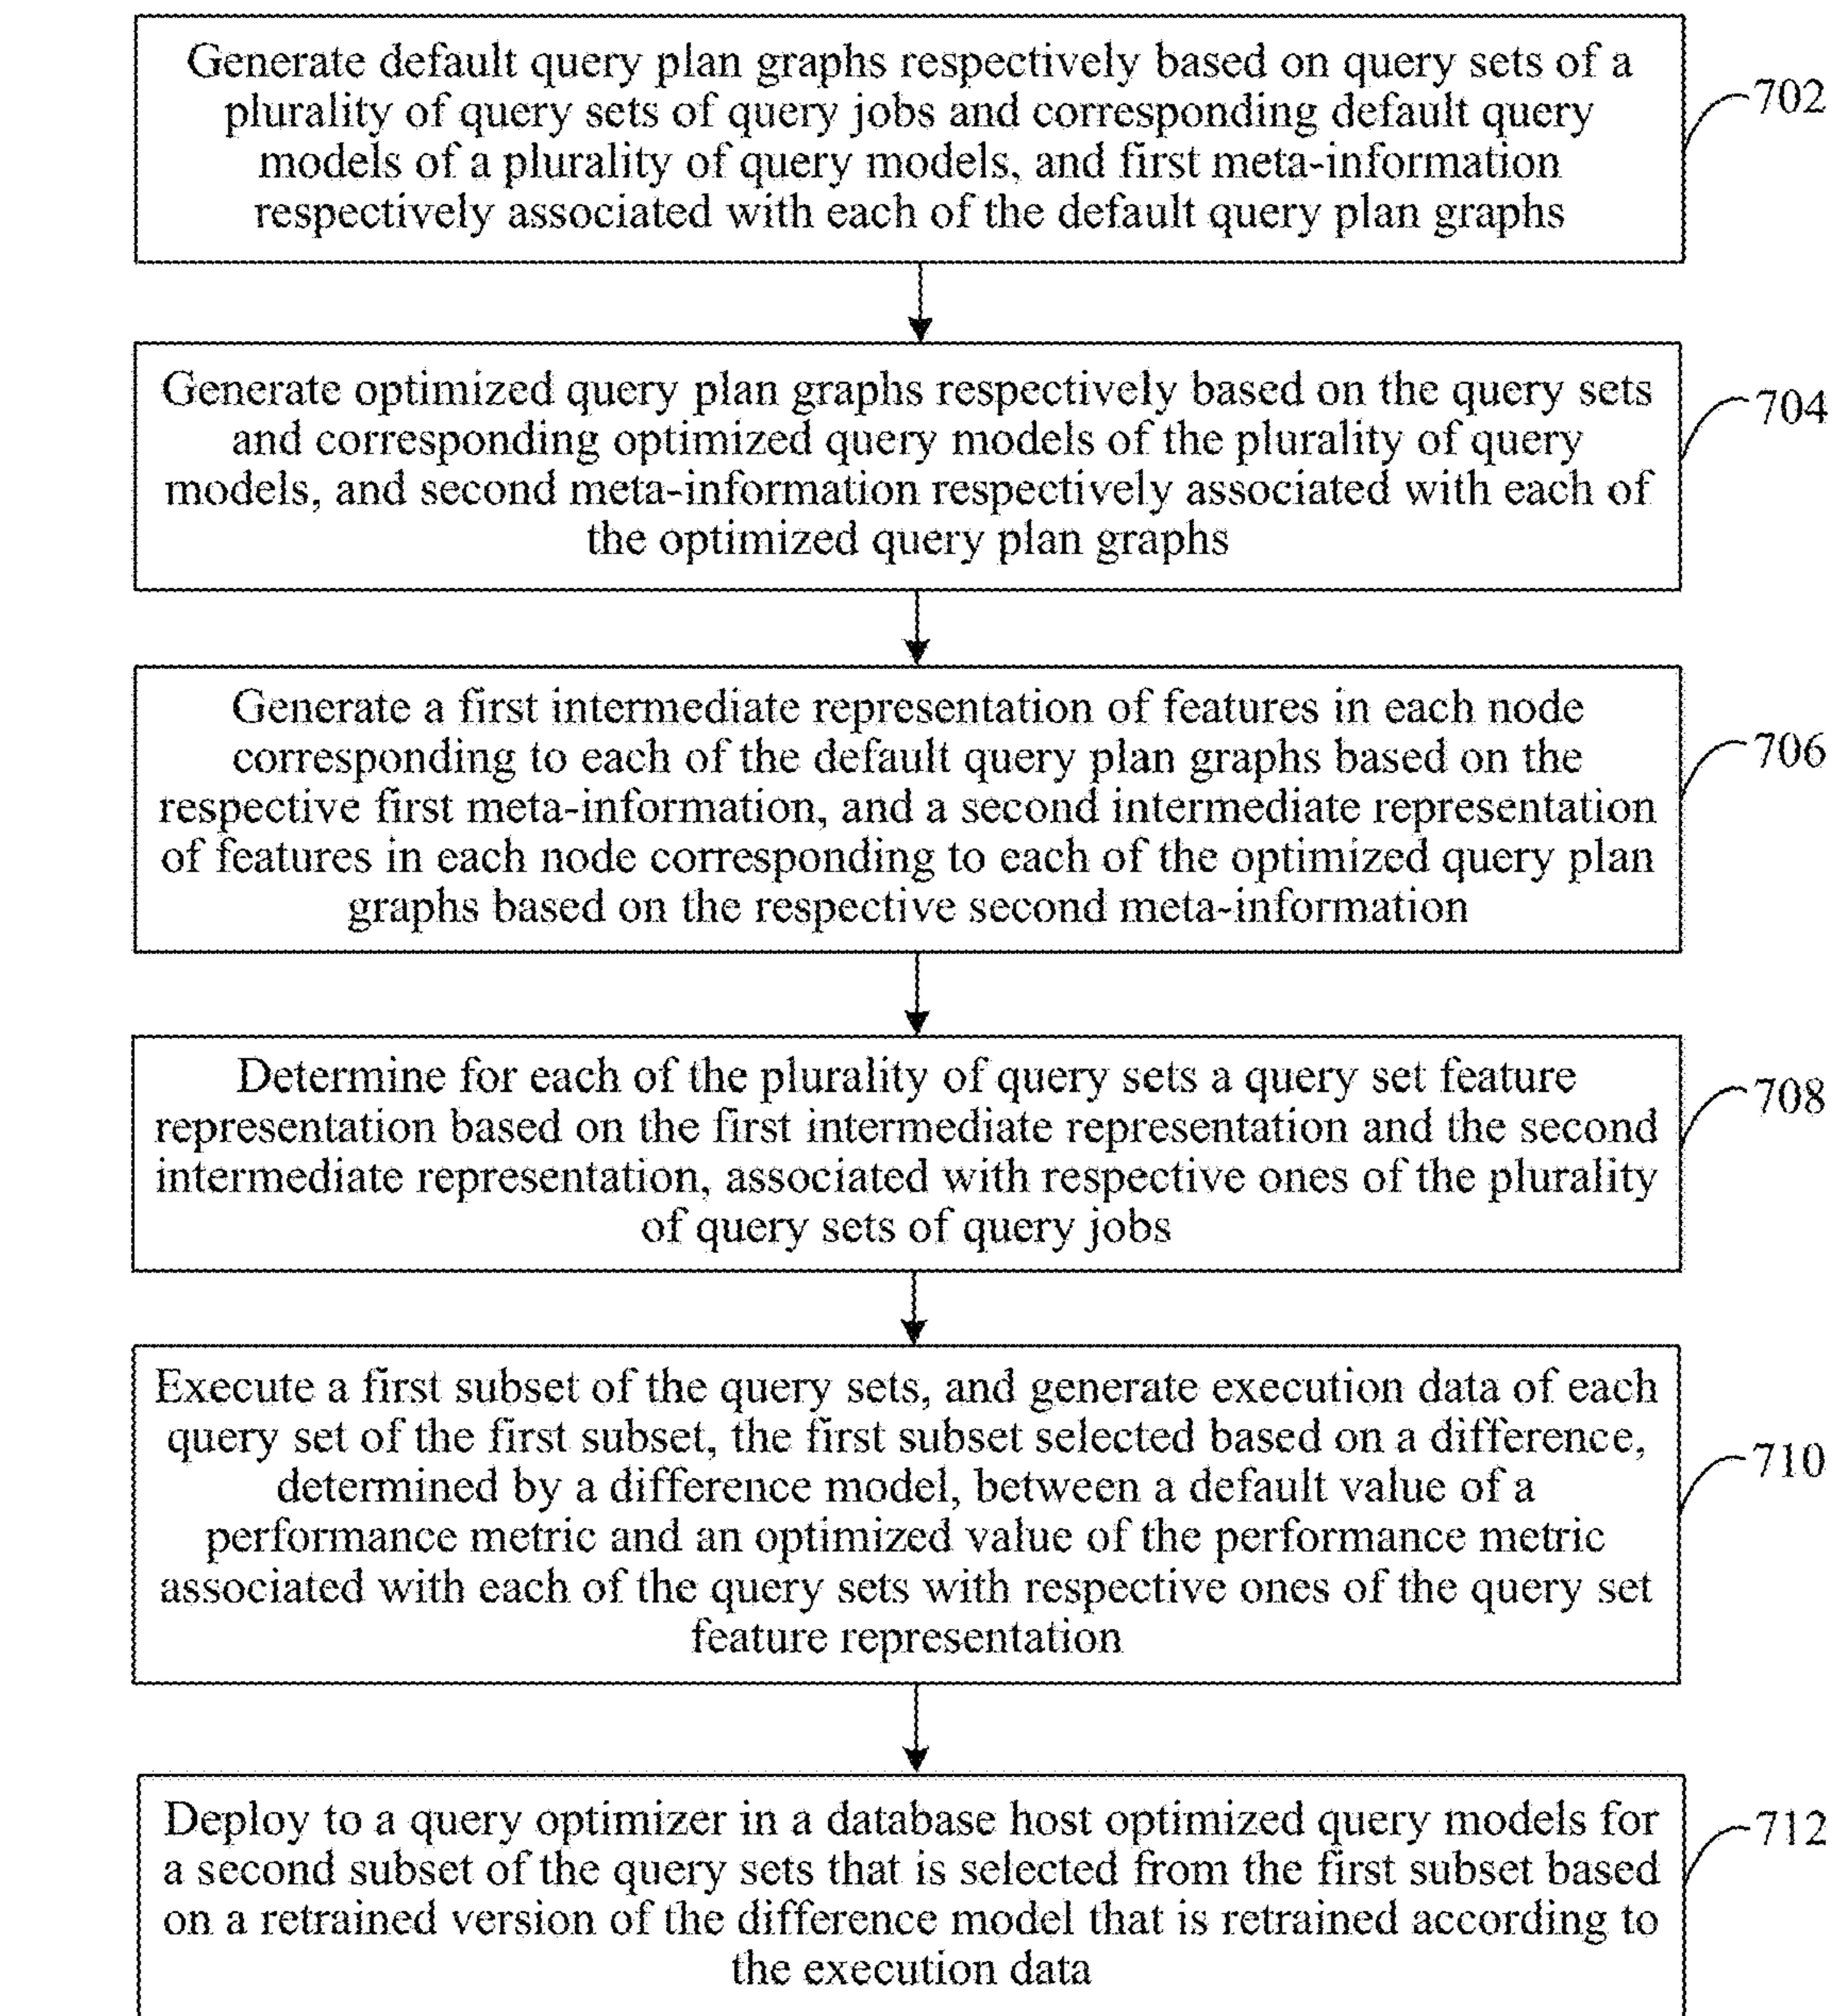 Generate default query plan graphs respectively based on query sets of a
plurality of query sets of query jobs and corresponding default query
models of a plurality of query models, and first meta-information
respectively associated with each of the default query plan graphs
702
Generate optimized query plan graphs respectively based on the query sets
and corresponding optimized query models of the plurality of query
models, and second meta-information respectively associated with each of
the optimized query plan graphs
704
Generate a first intermediate representation of features in each node
corresponding to each of the default query plan graphs based on the
respective first meta-information, and a second intermediate representation
of features in each node corresponding to each of the optimized query plan
graphs based on the respective second meta-information
706
Determine for each of the plurality of query sets a query set feature
representation based on the first intermediate representation and the second
intermediate representation, associated with respective ones of the plurality
of query sets of query jobs
708
Execute a first subset of the query sets, and generate execution data of each
query set of the first subset, the first subset selected based on a difference,
determined by a difference model, between a default value of a
performance metric and an optimized value of the performance metric
associated with each of the query sets with respective ones of the query set
feature representation
710
Deploy to a query optimizer in a database host optimized query models for
a second subset of the query sets that is selected from the first subset based
on a retrained version of the difference model that is retrained according to
the execution data
712